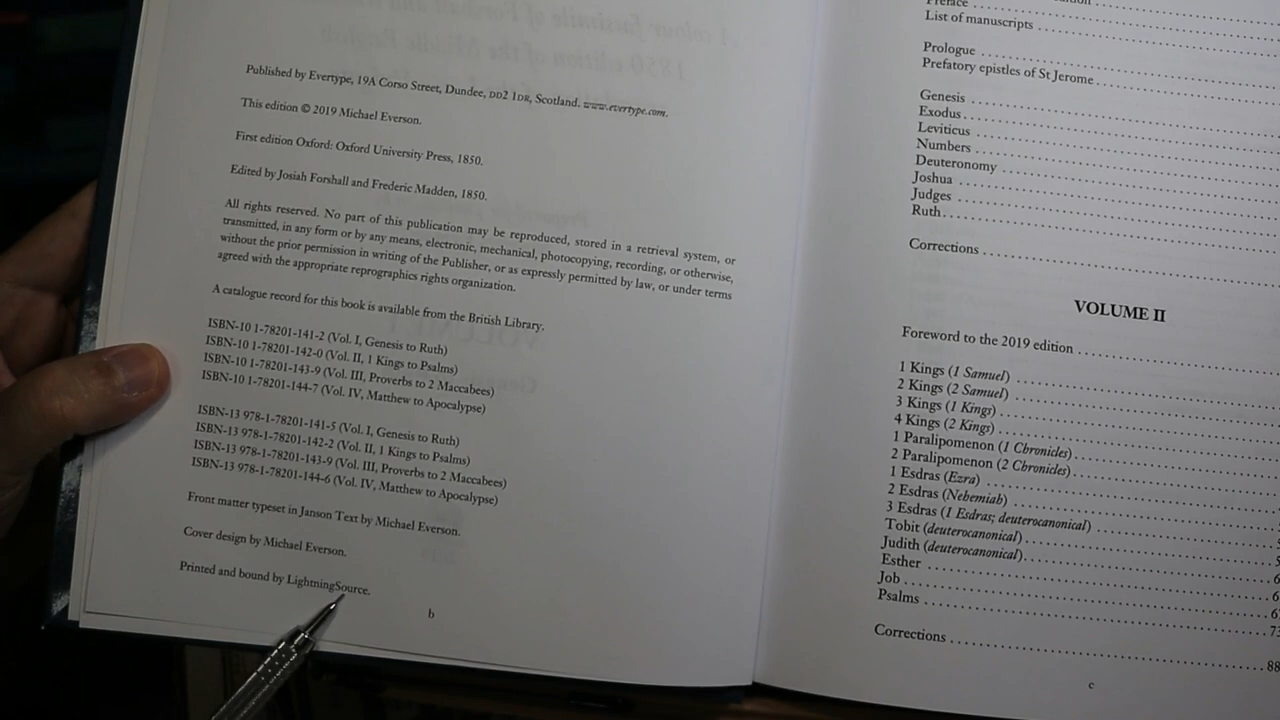 Published by Evertype, 19A Corso Street, Dundee, DD2 1DR, Scotland. www.evertype.com.
This edition © 2019 Michael Everson.
First edition Oxford: Oxford University Press, 1850.
Edited by Josiah Forshall and Frederic Madden, 1850.
All rights reserved. No part of this publication may be reproduced, stored in a retrieval system, or
transmitted, in any form or by any means, electronic, mechanical, photocopying, recording, or otherwise,
without the prior permission in writing of the Publisher, or as expressly permitted by law, or under terms
agreed with the appropriate reprographics rights organization.
A catalogue record for this book is available from the British Library.
ISBN-10 1-78201-141-2 (Vol. I, Genesis to Ruth)
ISBN-10 1-78201-142-0 (Vol. II, 1 Kings to Psalms)
ISBN-10 1-78201-143-9 (Vol. III, Proverbs to 2 Maccabees)
ISBN-10 1-78201-144-7 (Vol. IV, Matthew to Apocalypse)
ISBN-13 978-1-78201-141-5 (Vol. I, Genesis to Ruth)
ISBN-13 978-1-78201-142-2 (Vol. II, 1 Kings to Psalms)
ISBN-13 978-1-78201-143-9 (Vol. III, Proverbs to 2 Maccabees)
ISBN-13 978-1-78201-144-6 (Vol. IV, Matthew to Apocalypse)
Front matter typeset in Janson Text by Michael Everson.
Cover design by Michael Everson.
Printed and bound by LightningSource.
b
Preface
List of manuscripts
Prologue
Prefatory epistles of St Jerome
Genesis
Exodus
Leviticus
Numbers
Deuteronomy
Joshua
Judges
Ruth
Corrections
VOLUME II
Foreword to the 2019 edition
1 Kings (1 Samuel)
2 Kings (2 Samuel)
3 Kings (1 Kings)
4 Kings (2 Kings)
1 Paralipomenon (1 Chronicles)
2 Paralipomenon (2 Chronicles)
1 Esdras (Ezra)
2 Esdras (Nehemiah)
3 Esdras (1 Esdras; deuterocanonical)
Tobit (deuterocanonical)
Judith (deuterocanonical)
Esther
Job
Psalms
Corrections
c